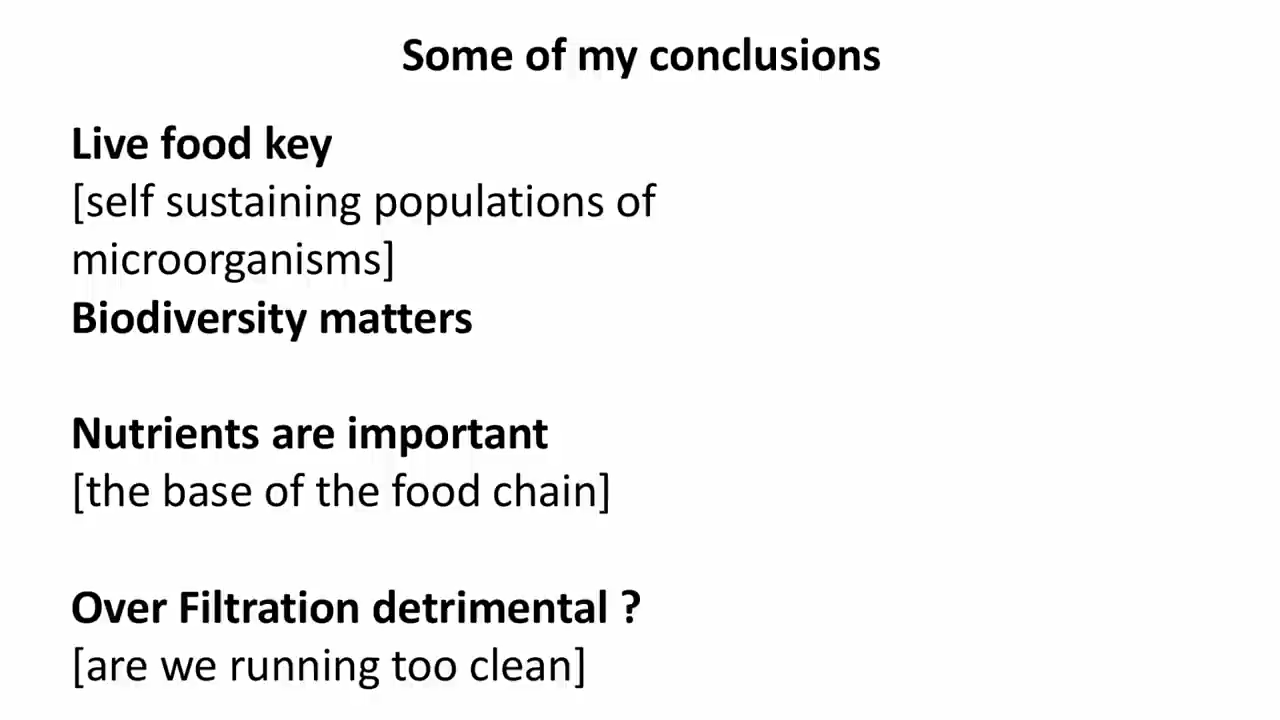 Some of my conclusions
Live food key
[self sustaining populations of
microorganisms]
Biodiversity matters
Nutrients are important
[the base of the food chain]
Over Filtration detrimental ?
[are we running too clean]